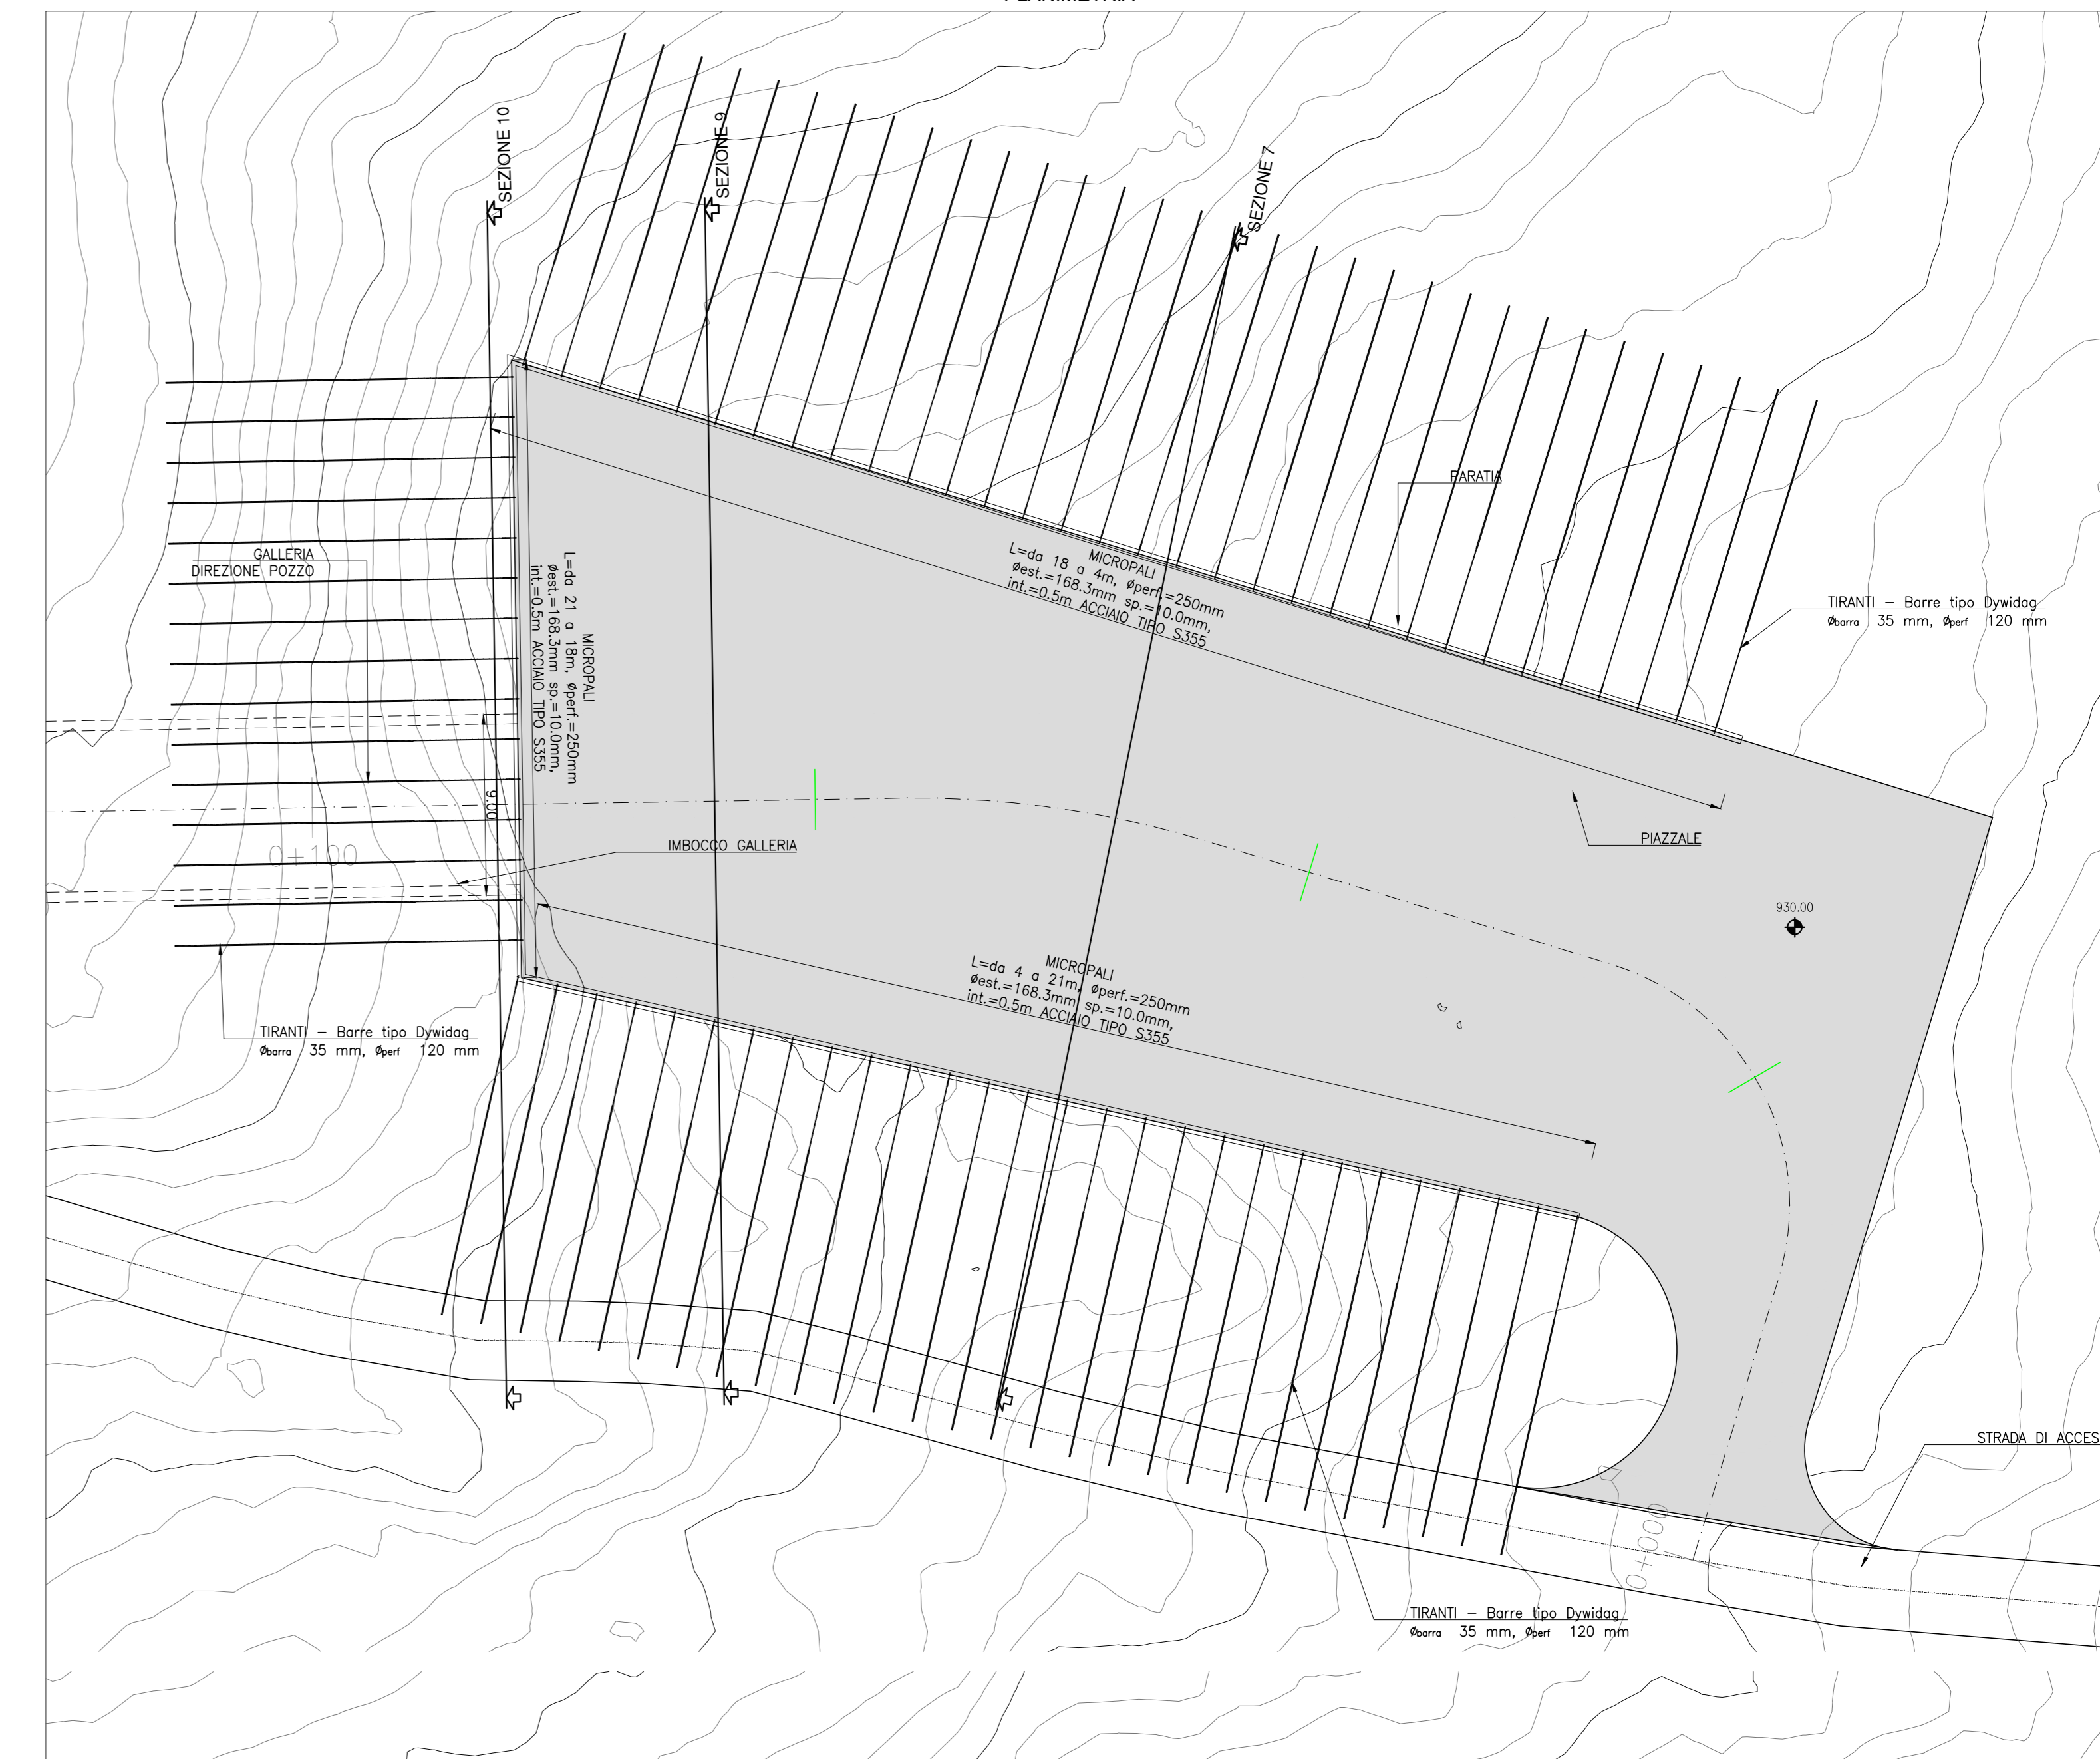 SEZIONE 10
SEZIONE 9
SEZIONE 7
PARATIA
GALLERIA
DIREZIONE POZZO
MICROPALI
L=da 18 a 4m, øperf.=250mm
øest.=168.3mm sp.=10.0mm,
int.=0.5m ACCIAIO TIPO S355
MICROPALI
L=da 21 a 18m, øperf.=250mm
øest.=168.3mm sp.=10.0mm,
int.=0.5m ACCIAIO TIPO S355
TIRANTI – Barre tipo Dywidag
øbarra 35 mm, øperf 120 mm
9.00
0+100
IMBOCCO GALLERIA
PIAZZALE
930.00
MICROPALI
L=da 4 a 21m, øperf.=250mm
øest.=168.3mm sp.=10.0mm,
int.=0.5m ACCIAIO TIPO S355
TIRANTI – Barre tipo Dywidag
øbarra 35 mm, øperf 120 mm
STRADA DI ACCES
0+000
TIRANTI – Barre tipo Dywidag
øbarra 35 mm, øperf 120 mm